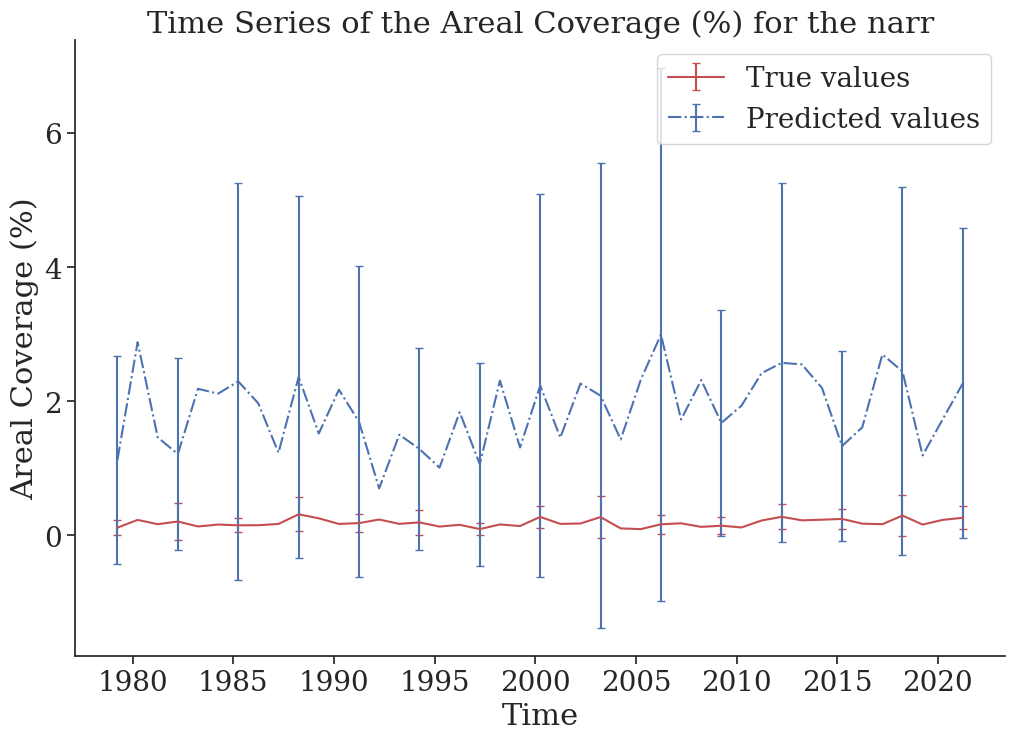 Time Series of the Areal Coverage (%) for the narr
True values
Predicted values
Areal Coverage (%)
6
4
2
0
1980 1985 1990 1995 2000 2005 2010 2015 2020
Time